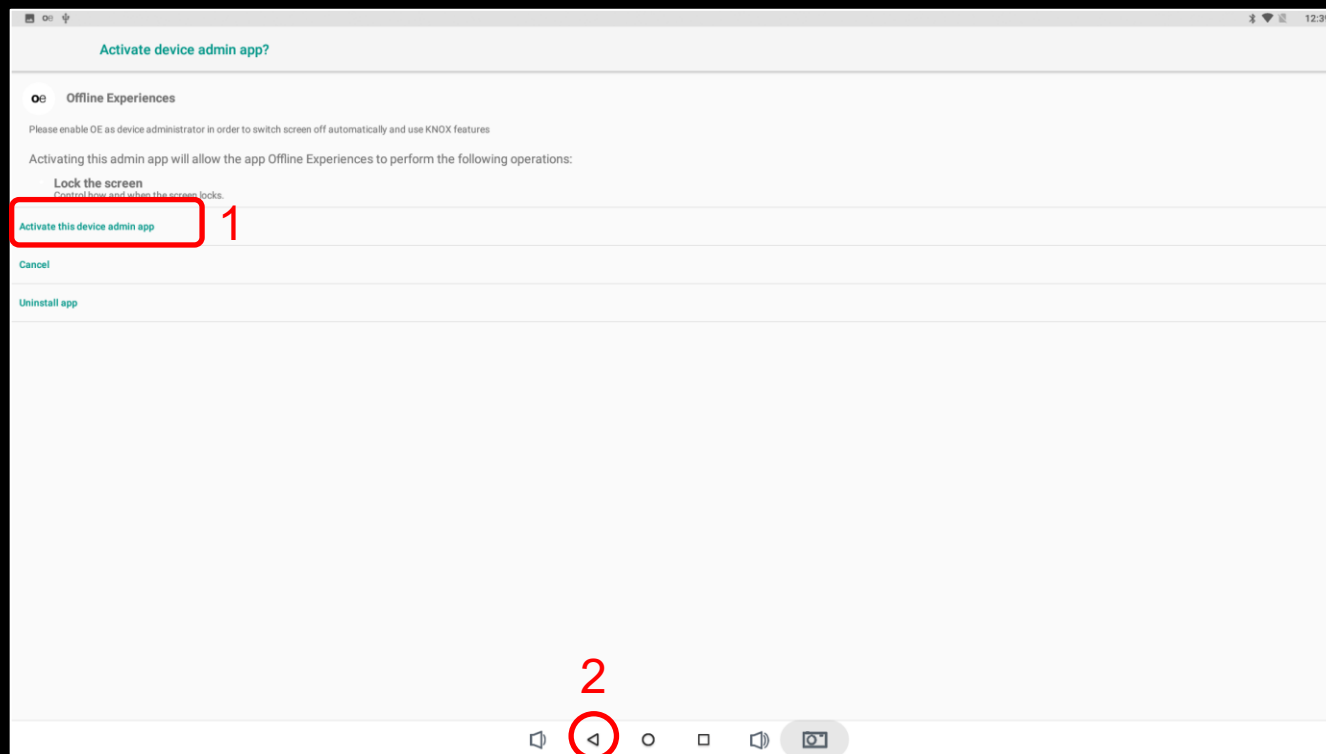 oe 12:39
Activate device admin app?
oe Offline Experiences
Please enable OE as device administrator in order to switch screen off automatically and use KNOX features
Activating this admin app will allow the app Offline Experiences to perform the following operations:
Lock the screen
Control how and when the screen locks.
Activate this device admin app 1
Cancel
Uninstall app
2